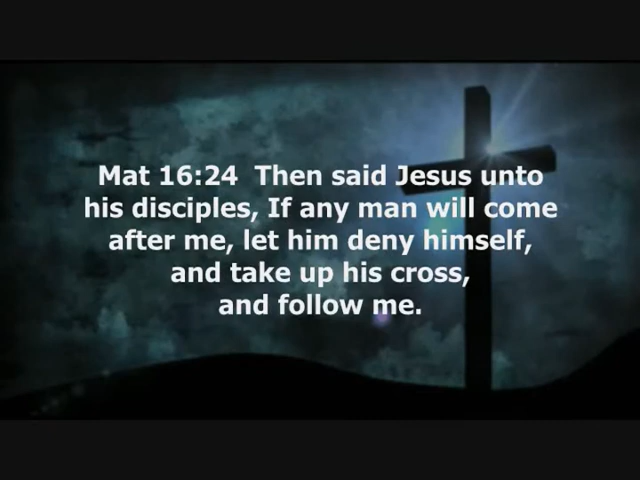 Mat 16:24  Then said Jesus unto
his disciples, If any man will come
after me, let him deny himself,
and take up his cross,
and follow me.